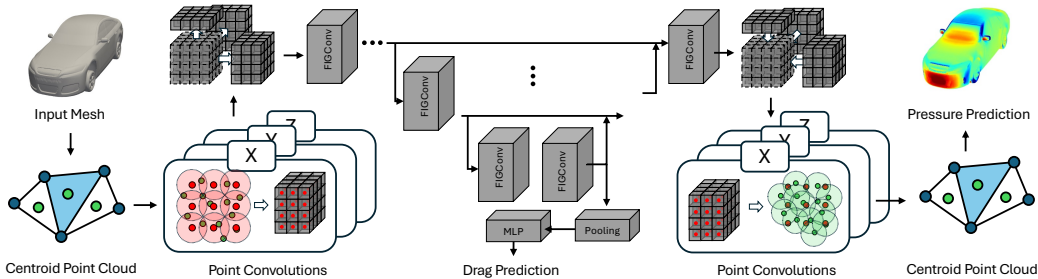 Input Mesh
FIGConv
FIGConv
FIGConv
FIGConv
FIGConv
Pressure Prediction
X
Y
Z
X
Y
Z
MLP
Pooling
Centroid Point Cloud
Point Convolutions
Drag Prediction
Point Convolutions
Centroid Point Cloud